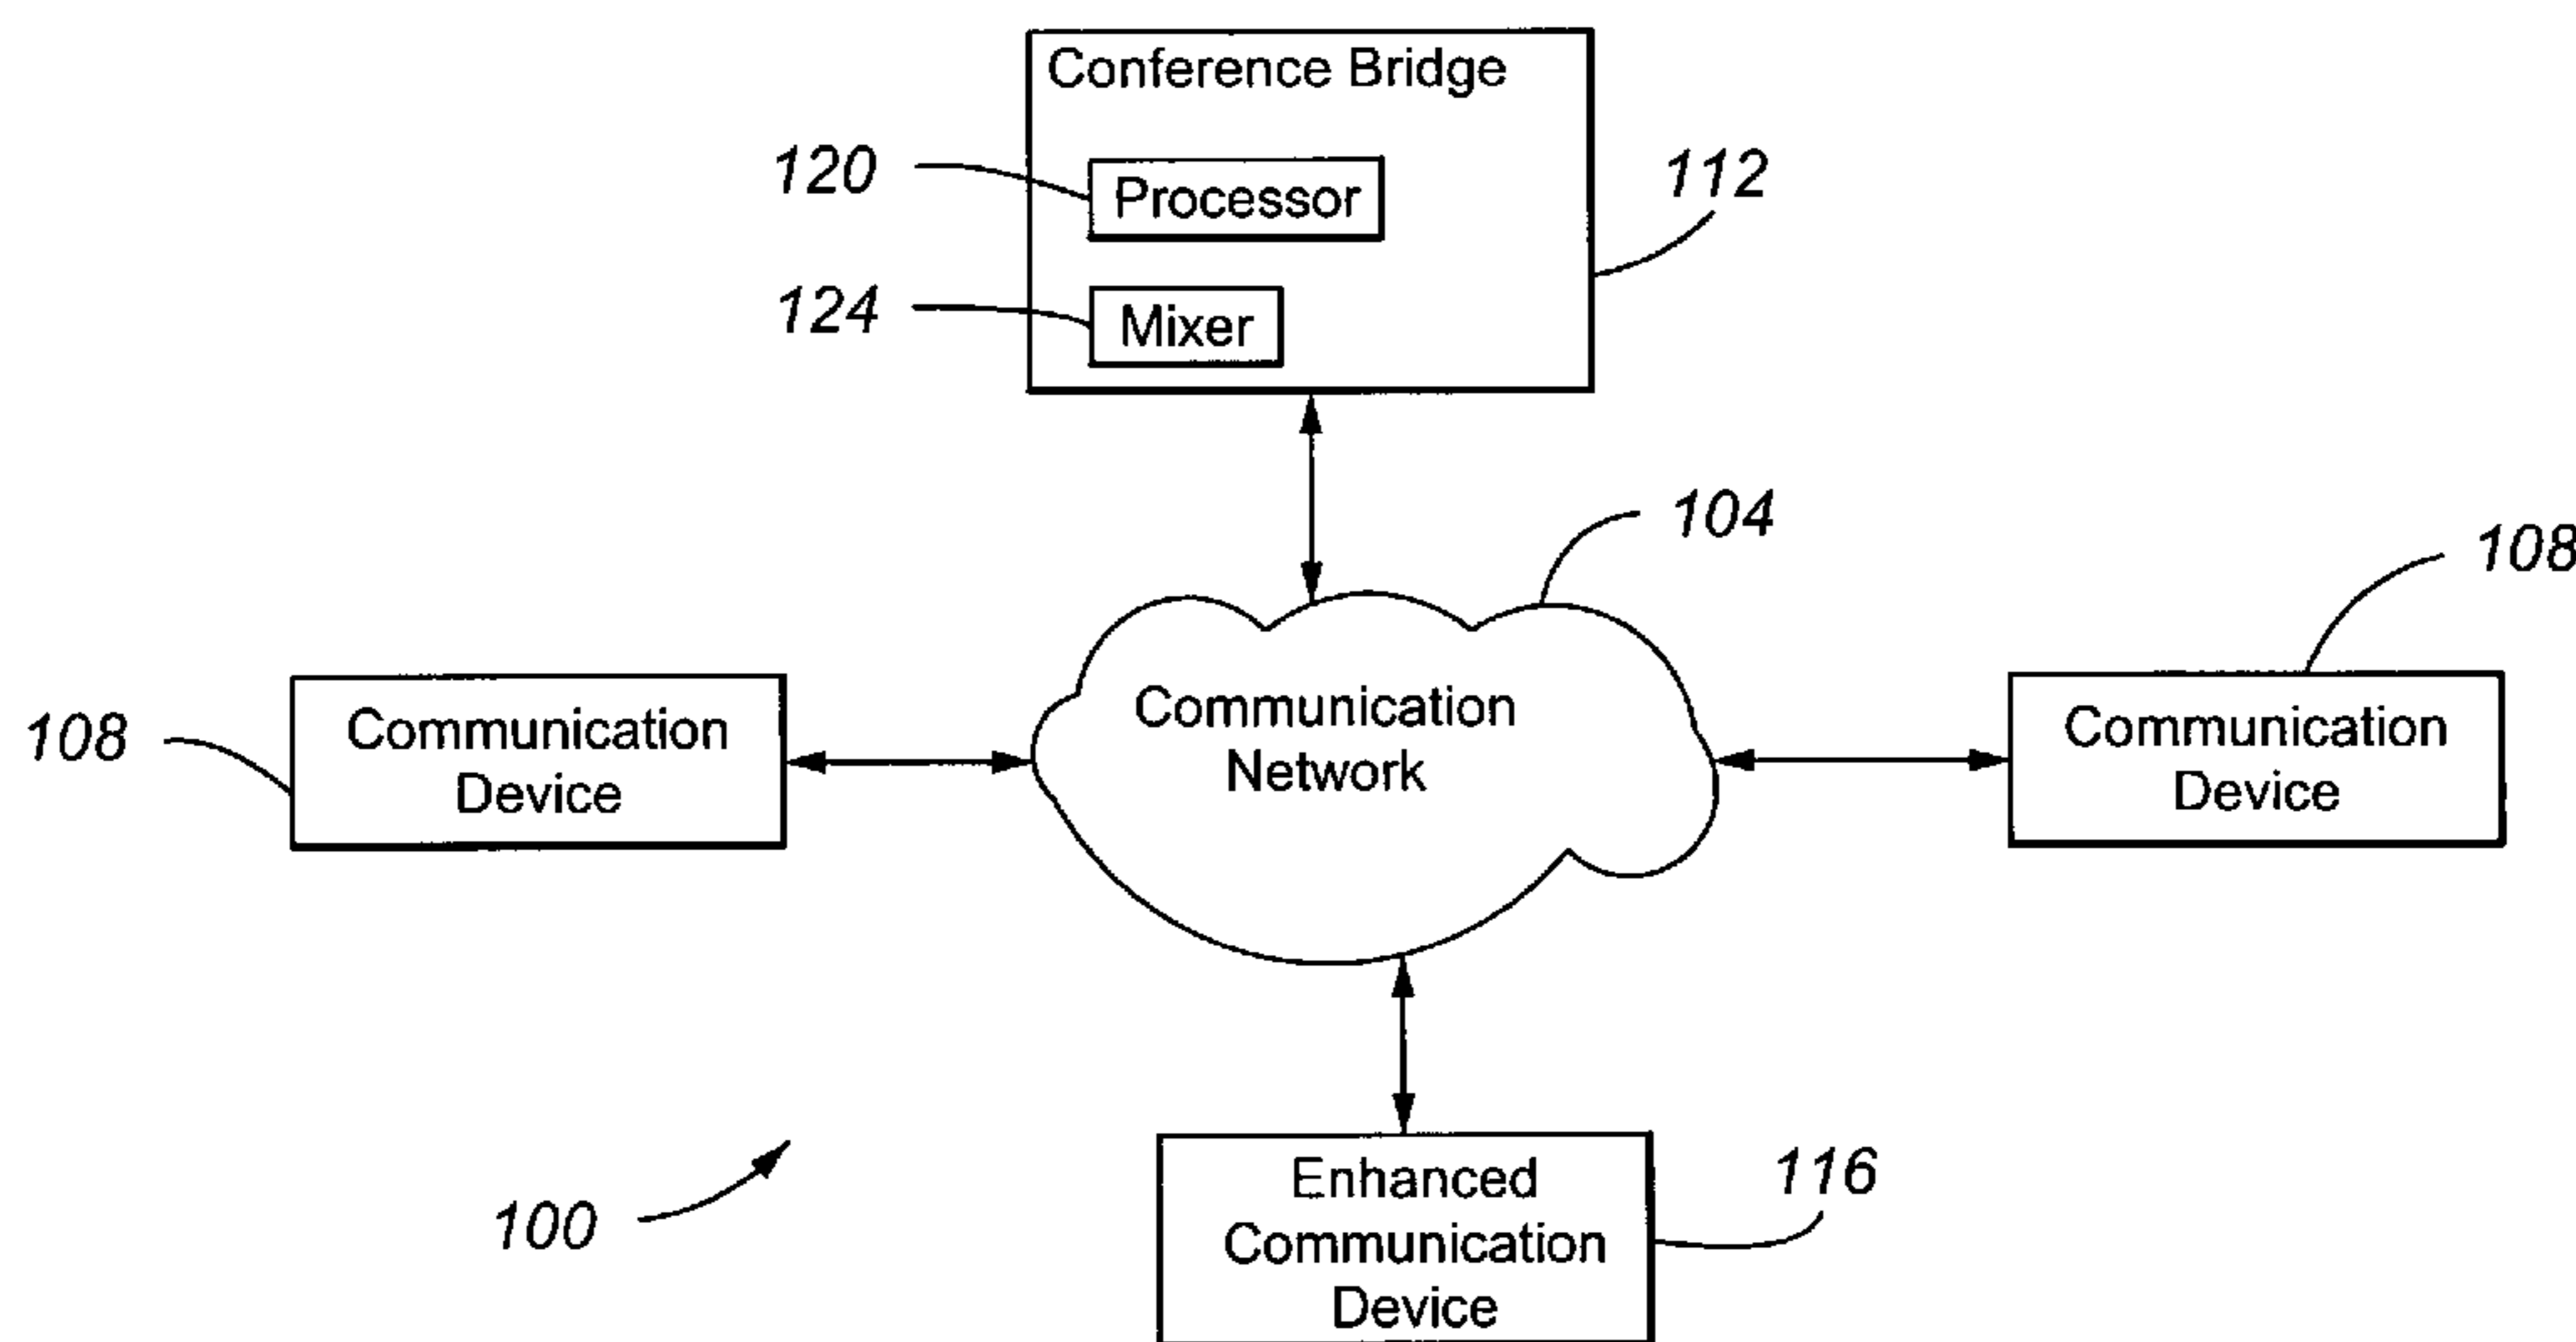 Conference Bridge
120
Processor
112
124
Mixer
104
108
108
Communication
Device
Communication
Network
Communication
Device
100
Enhanced
Communication
Device
116